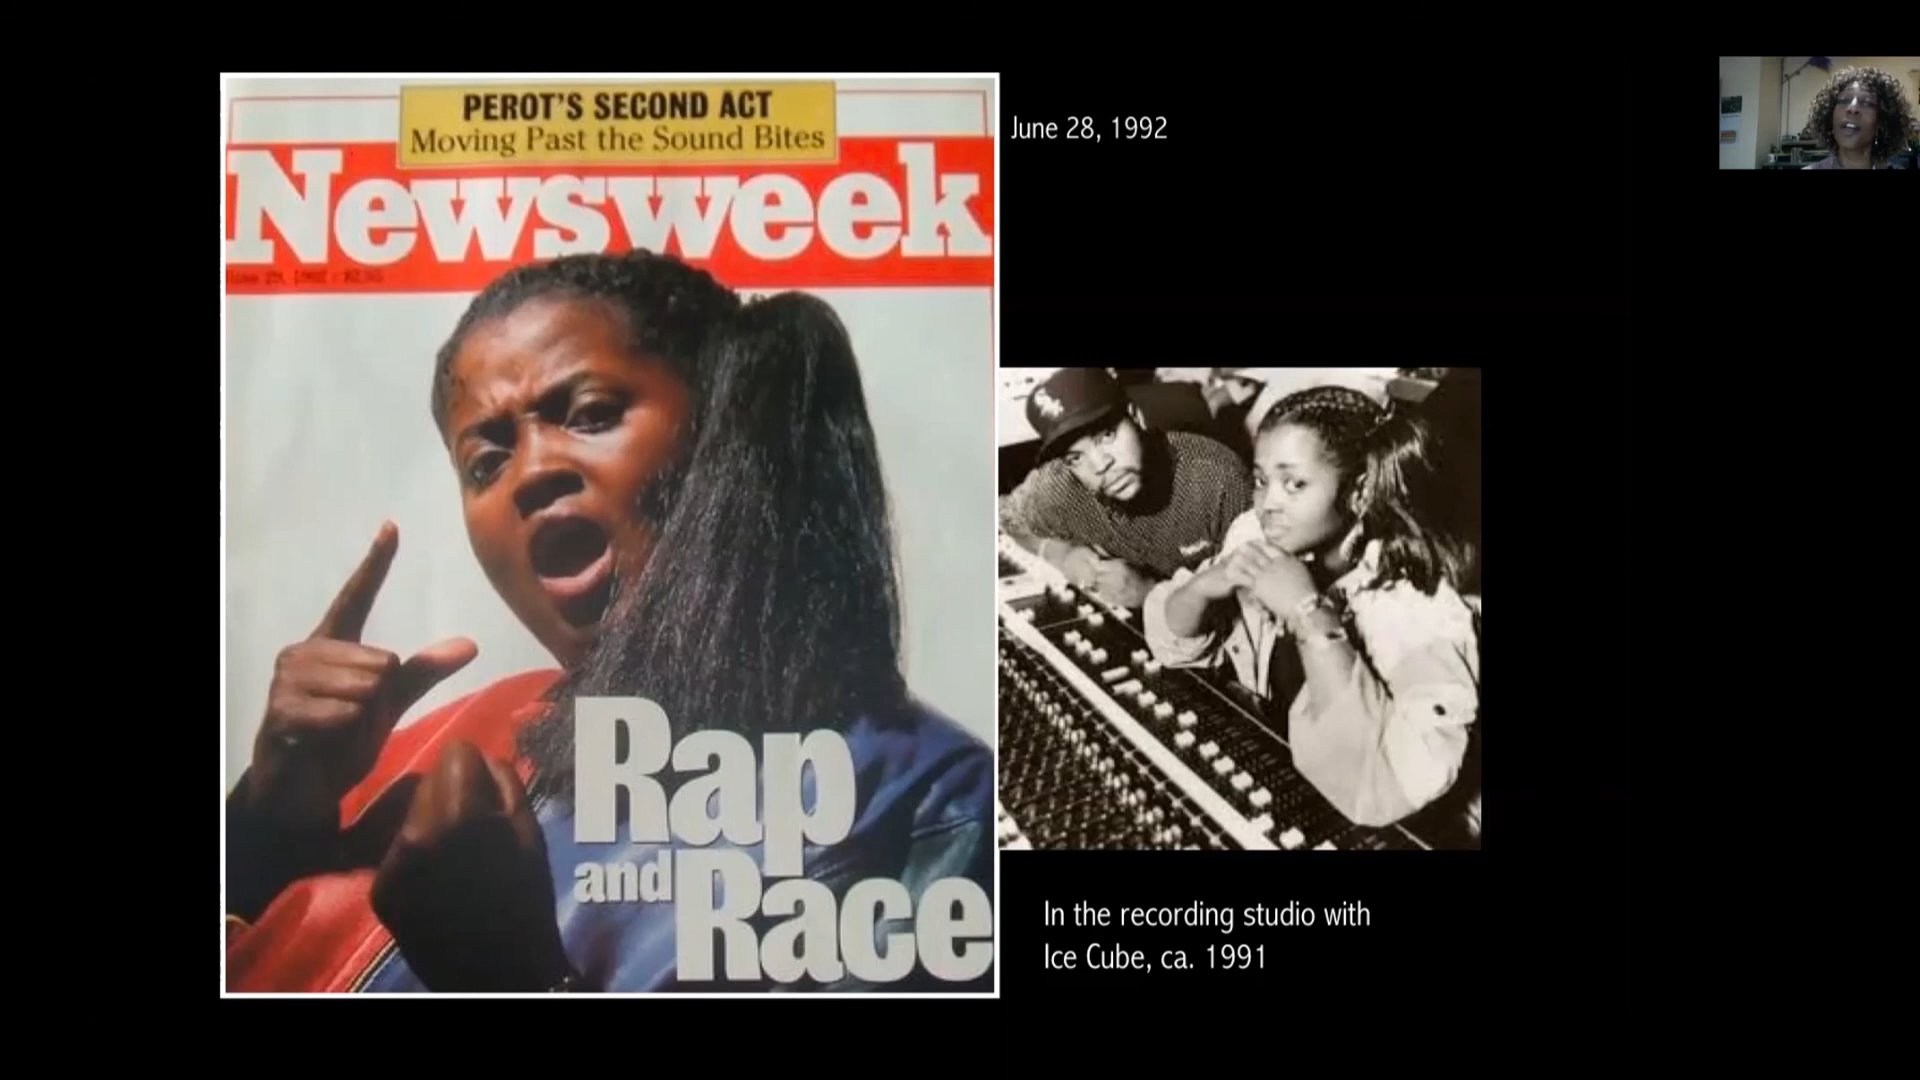 PEROT'S SECOND ACT
Moving Past the Sound Bites
Newsweek
June 28, 1992
Rap
and
Race
In the recording studio with
Ice Cube, ca. 1991